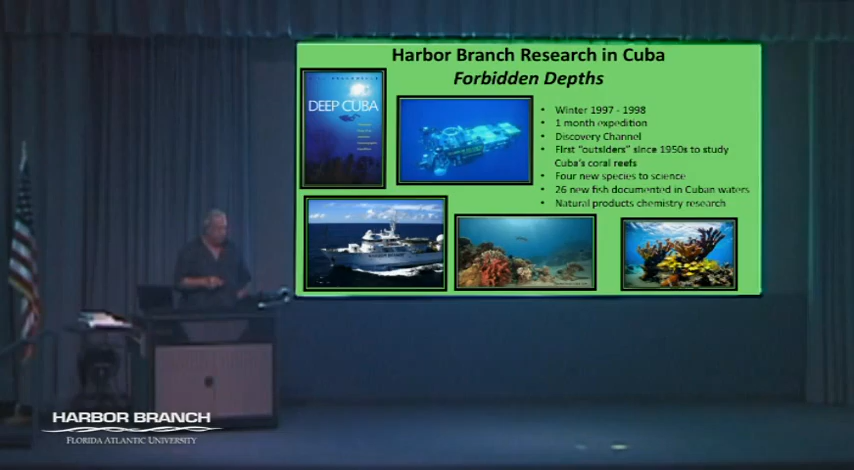 Harbor Branch Research in Cuba
Forbidden Depths
DEEP CUBA
• Winter 1997 - 1998
• 1 month expedition
• Discovery Channel
• First "outsiders" since 1950s to study
Cuba's coral reefs
• Four new species to science
• 26 new fish documented in Cuban waters
• Natural products chemistry research
HARBOR BRANCH
FLORIDA ATLANTIC UNIVERSITY